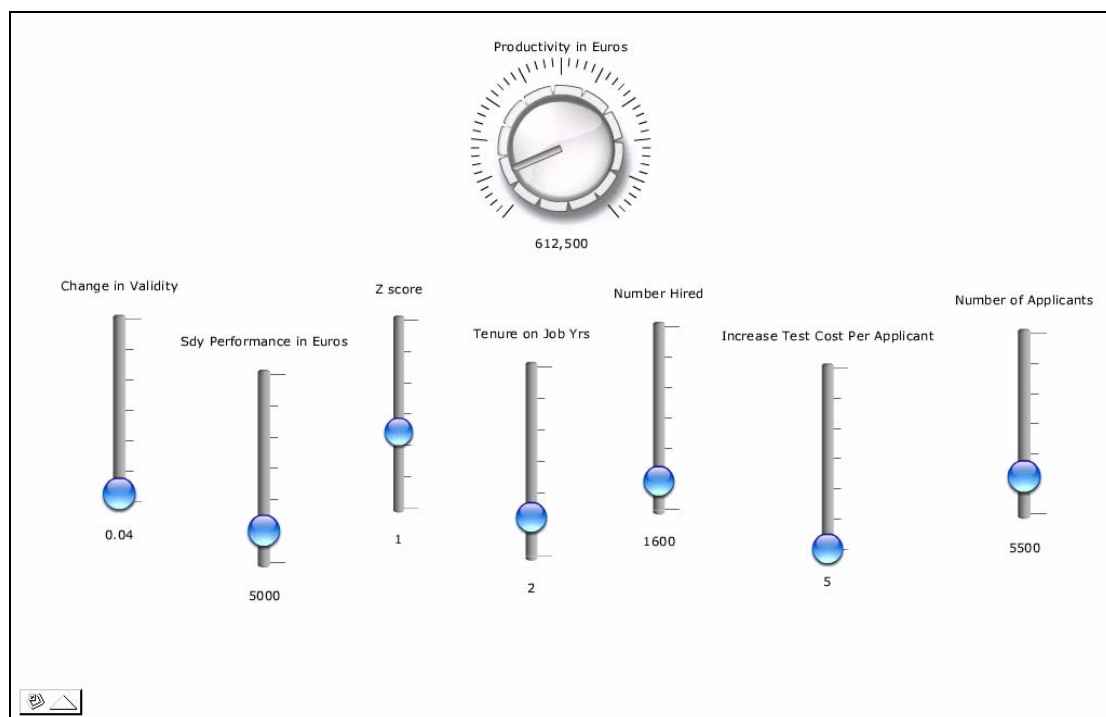 Productivity in Euros
612,500
Change in Validity
0.04
Sdy Performance in Euros
5000
Z score
1
Tenure on Job Yrs
2
Number Hired
1600
Increase Test Cost Per Applicant
5
Number of Applicants
5500